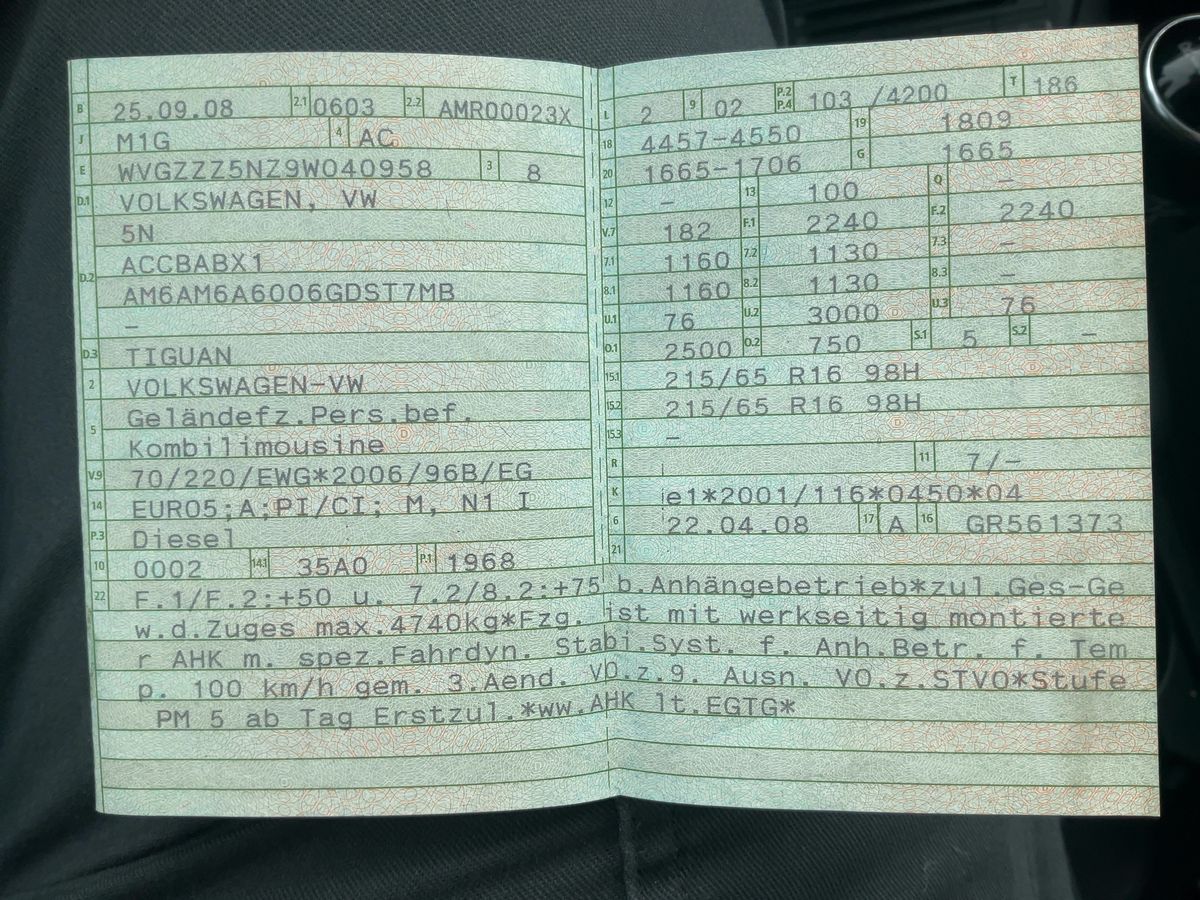 B 25.09.08 2.1 0603 2.2 AMR00023X
J M1G 4 AC
E WVGZZZ5NZ9W040958 3 8
D.1 VOLKSWAGEN, VW
5N
D.2 ACCBABX1
AM6AM6A6006GDST7MB
–
D.3 TIGUAN
2 VOLKSWAGEN-VW
5 Geländefz.Pers.bef.
Kombilimousine
V.9 70/220/EWG*2006/96B/EG
14 EURO5;A;PI/CI; M, N1 I
P.3 Diesel
10 0002 14.1 35A0 P.1 1968
L 2 9 02 P.2 P.4 103 /4200 T 186
18 4457-4550 19 1809
20 1665-1706 G 1665
12 – 13 100 Q –
V.7 182 F.1 2240 F.2 2240
7.1 1160 7.2 1130 7.3 –
8.1 1160 8.2 1130 8.3 –
U.1 76 U.2 3000 U.3 76
O.1 2500 O.2 750 S.1 5 S.2 –
15.1 215/65 R16 98H
15.2 215/65 R16 98H
15.3 –
R 11 7/-
K e1*2001/116*0450*04
6 22.04.08 17 A 16 GR561373
21
22 F.1/F.2:+50 u. 7.2/8.2:+75 b.Anhängebetrieb*zul.Ges-Ge
w.d.Zuges max.4740kg*Fzg. ist mit werkseitig montierte
r AHK m. spez.Fahrdyn. Stabi.Syst. f. Anh.Betr. f. Tem
p. 100 km/h gem. 3.Aend. VO.z.9. Ausn. VO.z.STVO*Stufe
PM 5 ab Tag Erstzul.*ww.AHK lt.EGTG*